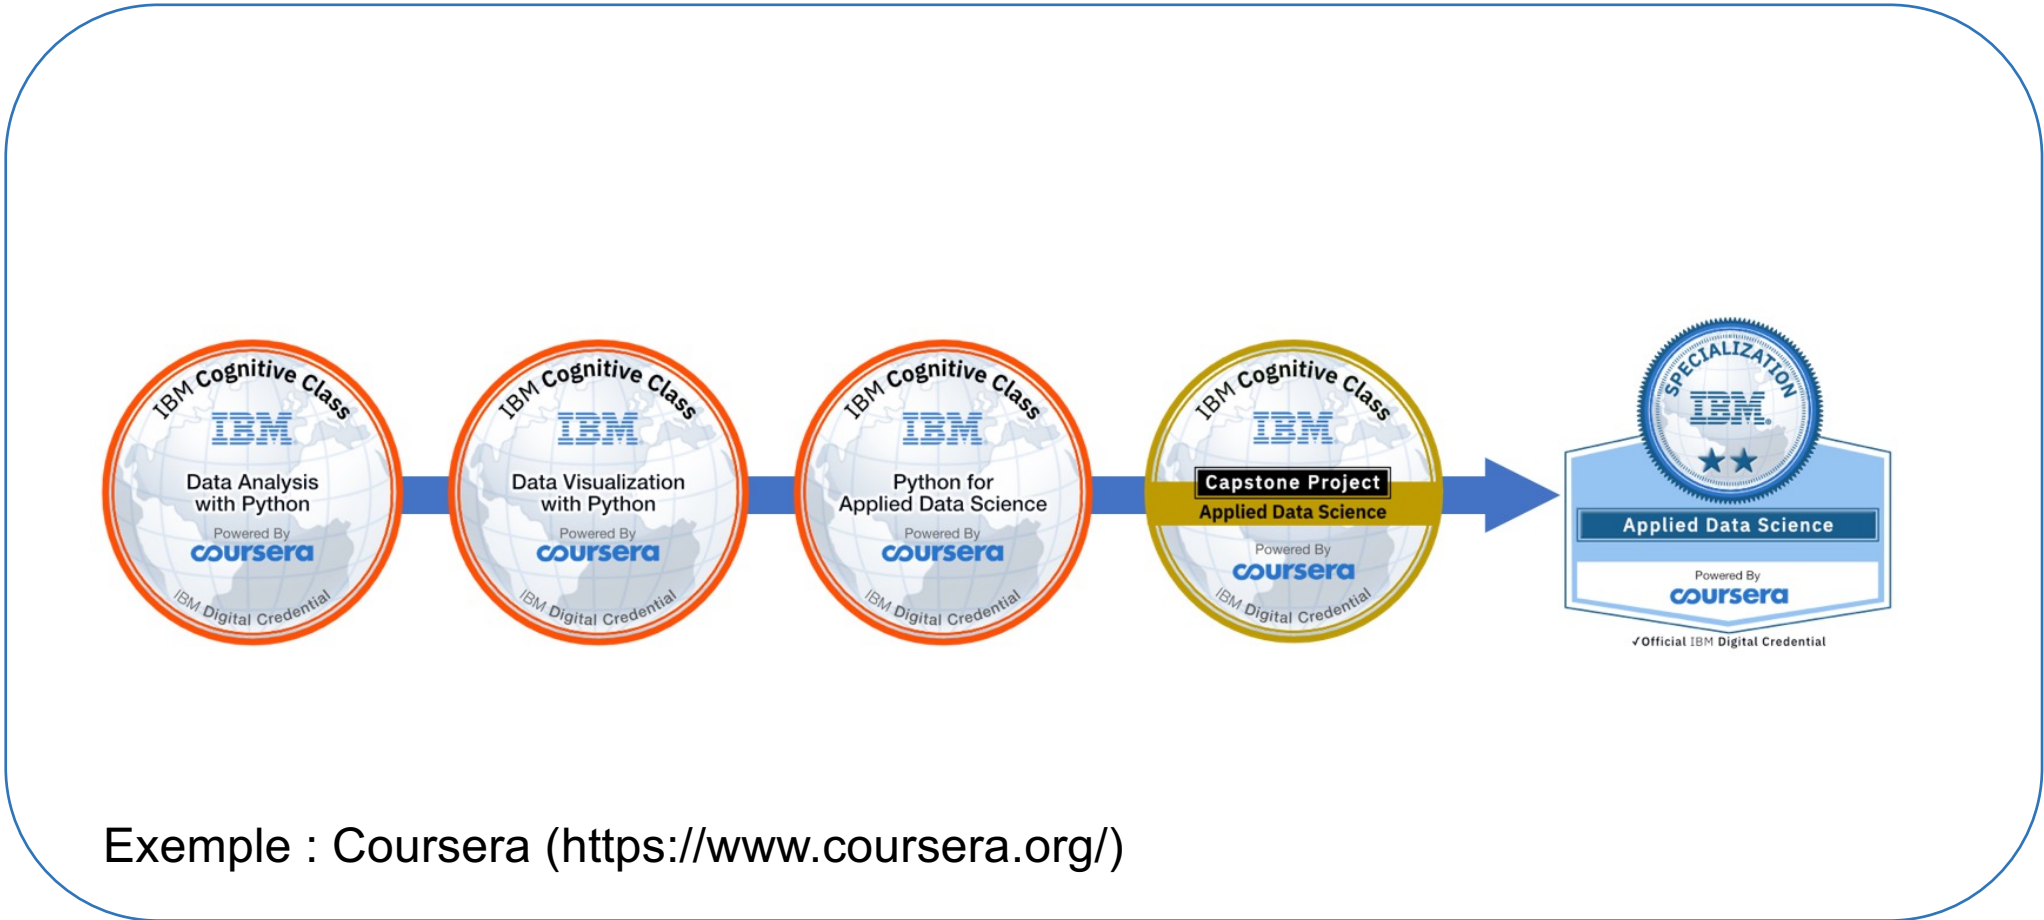 IBM Cognitive Class
IBM
Data Analysis
with Python
Powered By
coursera
IBM Digital Credential
IBM Cognitive Class
IBM
Data Visualization
with Python
Powered By
coursera
IBM Digital Credential
IBM Cognitive Class
IBM
Python for
Applied Data Science
Powered By
coursera
IBM Digital Credential
IBM Cognitive Class
IBM
Capstone Project
Applied Data Science
Powered By
coursera
IBM Digital Credential
SPECIALIZATION
IBM®
Applied Data Science
Powered By
coursera
✓Official IBM Digital Credential
Exemple : Coursera (https://www.coursera.org/)